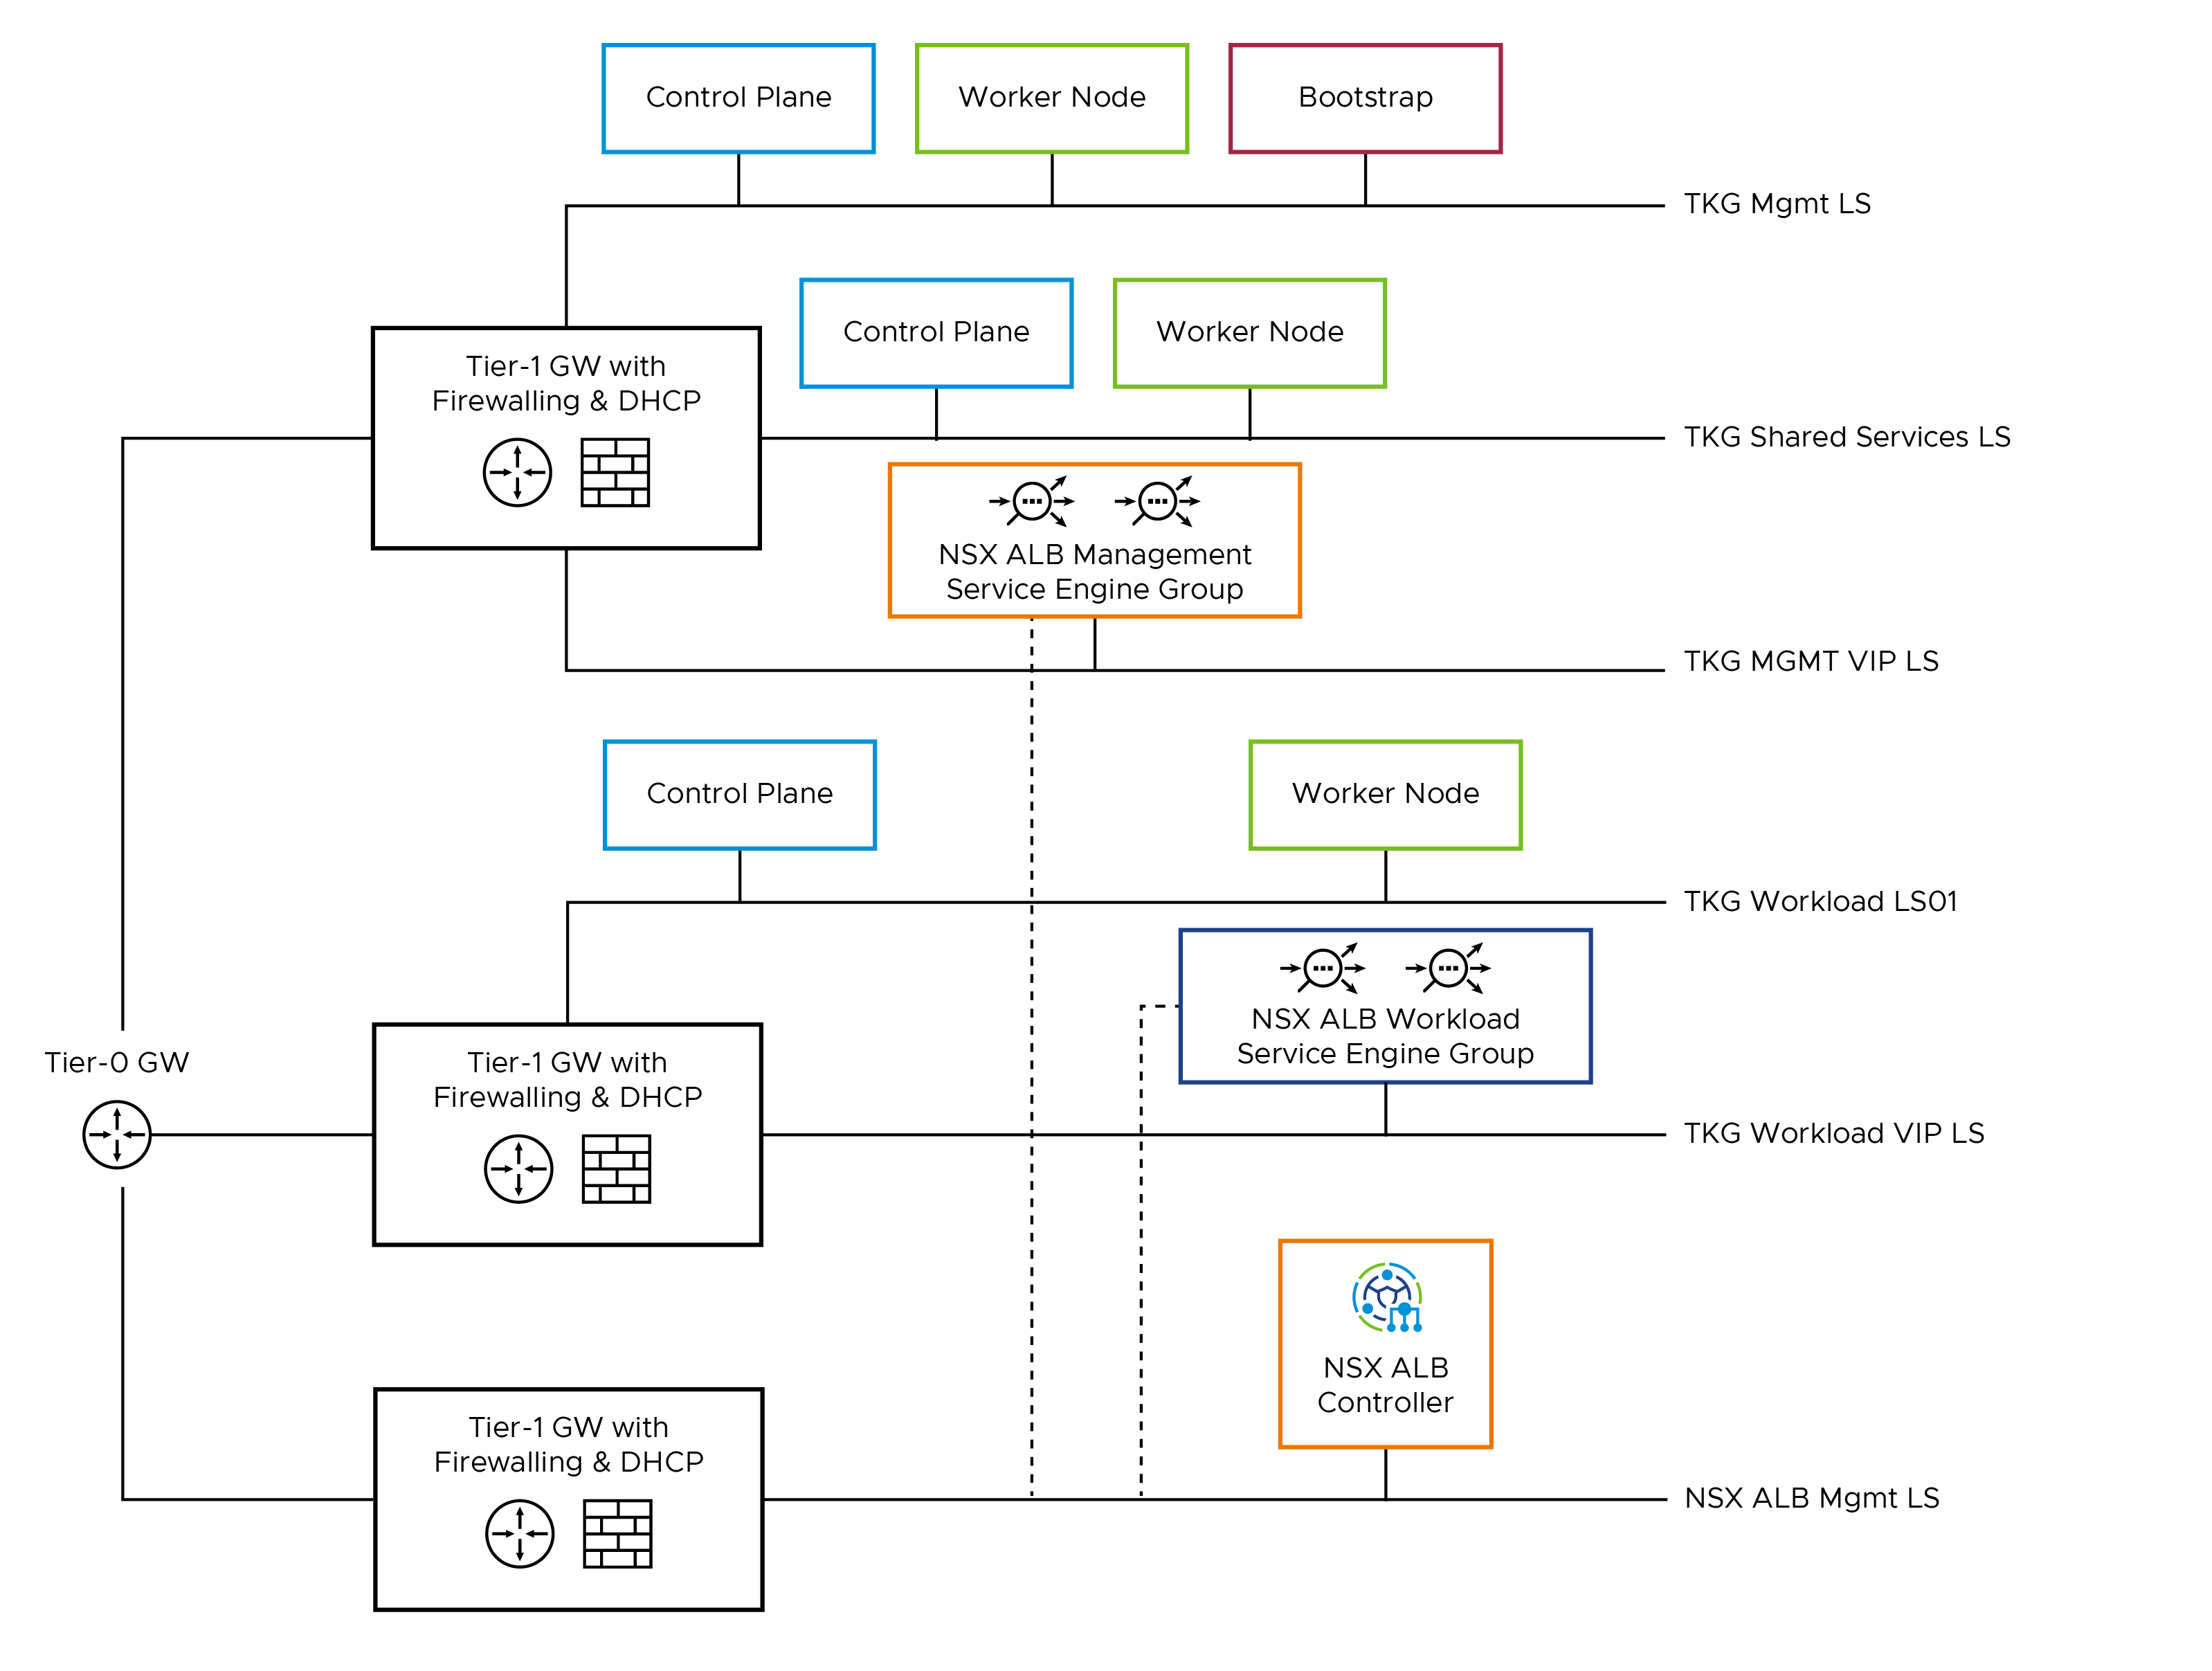 Control Plane
Worker Node
Bootstrap
TKG Mgmt LS
Control Plane
Worker Node
Tier-1 GW with
Firewalling & DHCP
TKG Shared Services LS
NSX ALB Management
Service Engine Group
TKG MGMT VIP LS
Control Plane
Worker Node
TKG Workload LS01
NSX ALB Workload
Service Engine Group
Tier-0 GW
Tier-1 GW with
Firewalling & DHCP
TKG Workload VIP LS
NSX ALB
Controller
Tier-1 GW with
Firewalling & DHCP
NSX ALB Mgmt LS